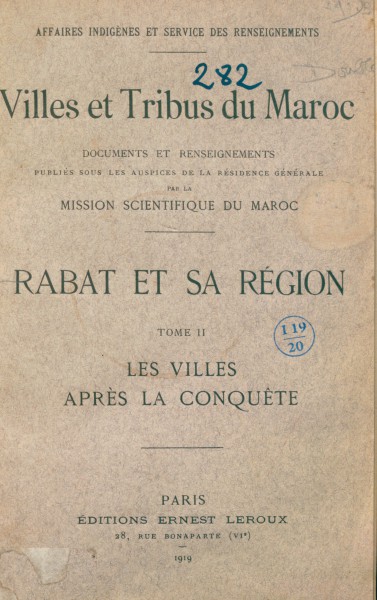 AFFAIRES INDIGÈNES ET SERVICE DES RENSEIGNEMENTS
282
Villes et Tribus du Maroc
DOCUMENTS ET RENSEIGNEMENTS
PUBLIÉS SOUS LES AUSPICES DE LA RÉSIDENCE GÉNÉRALE
PAR LA
MISSION SCIENTIFIQUE DU MAROC
RABAT ET SA RÉGION
TOME II
I 19
20
LES VILLES
APRÈS LA CONQUÊTE
PARIS
ÉDITIONS ERNEST LEROUX
28, RUE BONAPARTE (VIᵉ)
1919